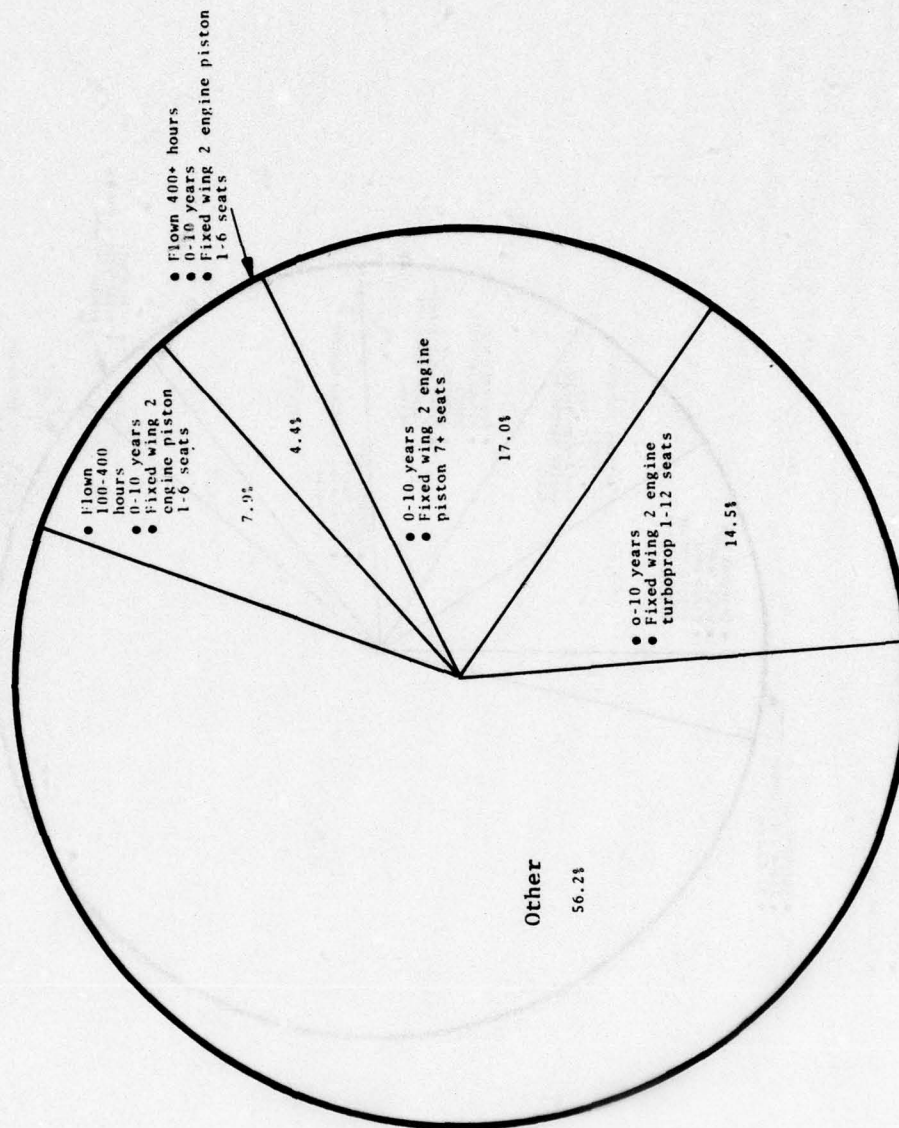 ● Flown 400+ hours
● 0-10 years
● Fixed wing 2 engine piston
1-6 seats
● Flown
100-400
hours
● 0-10 years
● Fixed wing 2
engine piston
1-6 seats
7.9%
4.4%
● 0-10 years
● Fixed wing 2 engine
piston 7+ seats
17.0%
● o-10 years
● Fixed wing 2 engine
turboprop 1-12 seats
14.5%
Other
56.2%